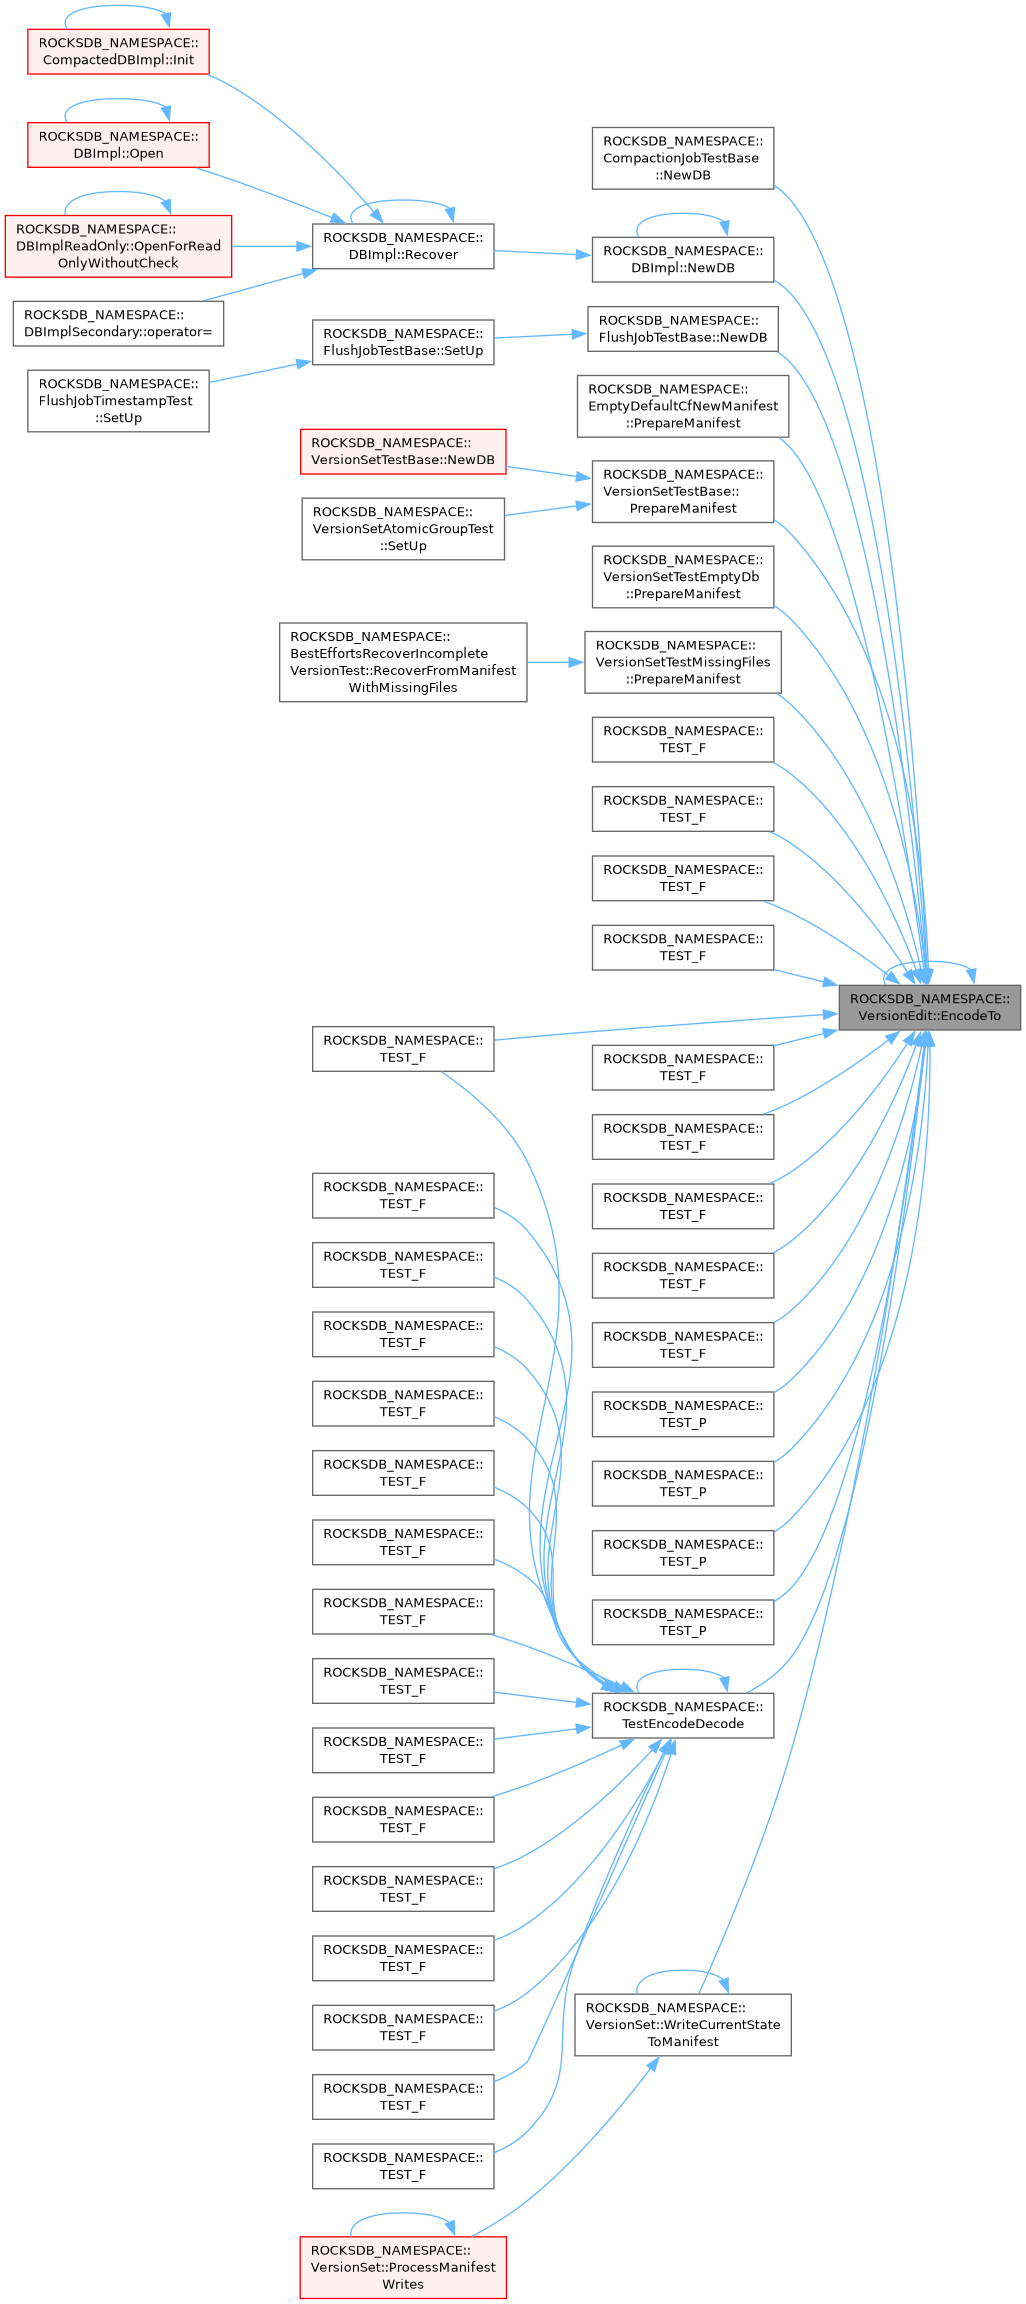 ROCKSDB_NAMESPACE::
CompactedDBImpl::Init
ROCKSDB_NAMESPACE::
DBImpl::Open
ROCKSDB_NAMESPACE::
DBImplReadOnly::OpenForRead
OnlyWithoutCheck
ROCKSDB_NAMESPACE::
DBImplSecondary::operator=
ROCKSDB_NAMESPACE::
FlushJobTimestampTest
::SetUp
ROCKSDB_NAMESPACE::
DBImpl::Recover
ROCKSDB_NAMESPACE::
FlushJobTestBase::SetUp
ROCKSDB_NAMESPACE::
VersionSetTestBase::NewDB
ROCKSDB_NAMESPACE::
VersionSetAtomicGroupTest
::SetUp
ROCKSDB_NAMESPACE::
BestEffortsRecoverIncomplete
VersionTest::RecoverFromManifest
WithMissingFiles
ROCKSDB_NAMESPACE::
CompactionJobTestBase
::NewDB
ROCKSDB_NAMESPACE::
DBImpl::NewDB
ROCKSDB_NAMESPACE::
FlushJobTestBase::NewDB
ROCKSDB_NAMESPACE::
EmptyDefaultCfNewManifest
::PrepareManifest
ROCKSDB_NAMESPACE::
VersionSetTestBase::
PrepareManifest
ROCKSDB_NAMESPACE::
VersionSetTestEmptyDb
::PrepareManifest
ROCKSDB_NAMESPACE::
VersionSetTestMissingFiles
::PrepareManifest
ROCKSDB_NAMESPACE::
TEST_F
ROCKSDB_NAMESPACE::
TEST_F
ROCKSDB_NAMESPACE::
TEST_F
ROCKSDB_NAMESPACE::
TEST_F
ROCKSDB_NAMESPACE::
VersionEdit::EncodeTo
ROCKSDB_NAMESPACE::
TEST_F
ROCKSDB_NAMESPACE::
TEST_F
ROCKSDB_NAMESPACE::
TEST_F
ROCKSDB_NAMESPACE::
TEST_F
ROCKSDB_NAMESPACE::
TEST_F
ROCKSDB_NAMESPACE::
TEST_F
ROCKSDB_NAMESPACE::
TEST_P
ROCKSDB_NAMESPACE::
TEST_P
ROCKSDB_NAMESPACE::
TEST_P
ROCKSDB_NAMESPACE::
TEST_P
ROCKSDB_NAMESPACE::
TestEncodeDecode
ROCKSDB_NAMESPACE::
VersionSet::WriteCurrentState
ToManifest
ROCKSDB_NAMESPACE::
TEST_F
ROCKSDB_NAMESPACE::
TEST_F
ROCKSDB_NAMESPACE::
TEST_F
ROCKSDB_NAMESPACE::
TEST_F
ROCKSDB_NAMESPACE::
TEST_F
ROCKSDB_NAMESPACE::
TEST_F
ROCKSDB_NAMESPACE::
TEST_F
ROCKSDB_NAMESPACE::
TEST_F
ROCKSDB_NAMESPACE::
TEST_F
ROCKSDB_NAMESPACE::
TEST_F
ROCKSDB_NAMESPACE::
TEST_F
ROCKSDB_NAMESPACE::
TEST_F
ROCKSDB_NAMESPACE::
TEST_F
ROCKSDB_NAMESPACE::
TEST_F
ROCKSDB_NAMESPACE::
TEST_F
ROCKSDB_NAMESPACE::
VersionSet::ProcessManifest
Writes